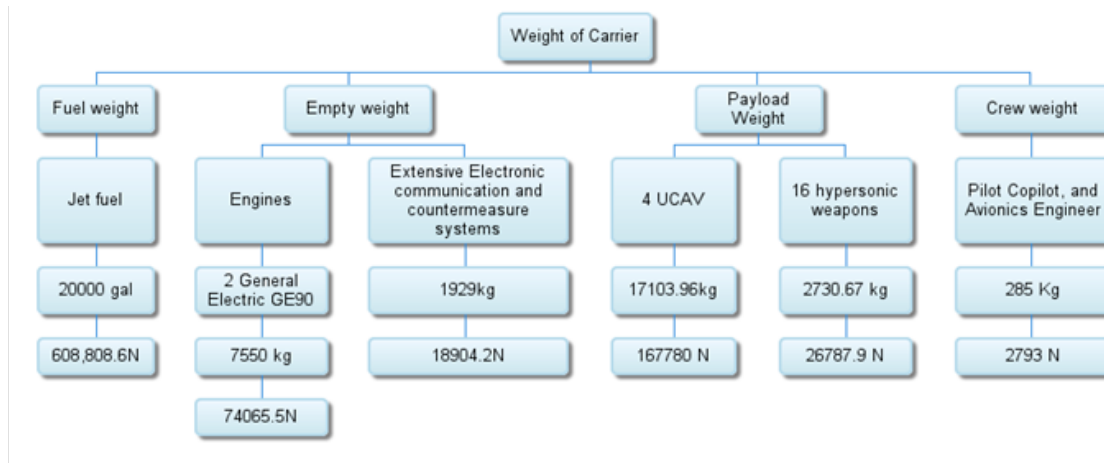 Weight of Carrier
Fuel weight
Empty weight
Payload
Weight
Crew weight
Jet fuel
Engines
Extensive Electronic
communication and
countermeasure
systems
4 UCAV
16 hypersonic
weapons
Pilot Copilot, and
Avionics Engineer
20000 gal
2 General
Electric GE90
1929kg
17103.96kg
2730.67 kg
285 Kg
608,808.6N
7550 kg
18904.2N
167780 N
26787.9 N
2793 N
74065.5N